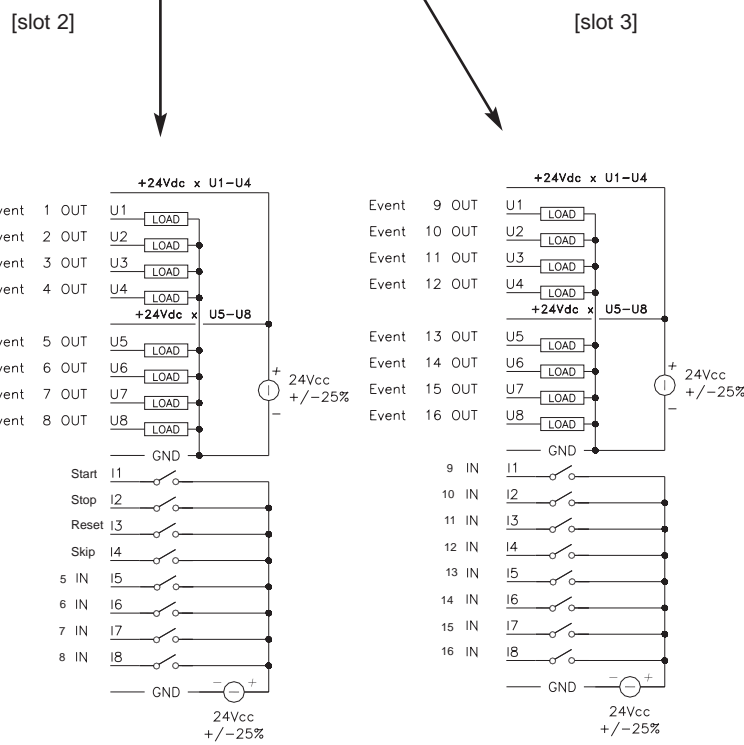 [slot 2]
+24Vdc x U1-U4
vent 1 OUT U1 LOAD
vent 2 OUT U2 LOAD
vent 3 OUT U3 LOAD
vent 4 OUT U4 LOAD
+24Vdc x U5-U8
vent 5 OUT U5 LOAD
vent 6 OUT U6 LOAD
vent 7 OUT U7 LOAD
vent 8 OUT U8 LOAD
+
24Vcc
+/-25%
-
GND
Start I1
Stop I2
Reset I3
Skip I4
5 IN I5
6 IN I6
7 IN I7
8 IN I8
GND - +
24Vcc
+/-25%
[slot 3]
+24Vdc x U1-U4
Event 9 OUT U1 LOAD
Event 10 OUT U2 LOAD
Event 11 OUT U3 LOAD
Event 12 OUT U4 LOAD
+24Vdc x U5-U8
Event 13 OUT U5 LOAD
Event 14 OUT U6 LOAD
Event 15 OUT U7 LOAD
Event 16 OUT U8 LOAD
+
24Vcc
+/-25%
-
GND
9 IN I1
10 IN I2
11 IN I3
12 IN I4
13 IN I5
14 IN I6
15 IN I7
16 IN I8
GND - +
24Vcc
+/-25%